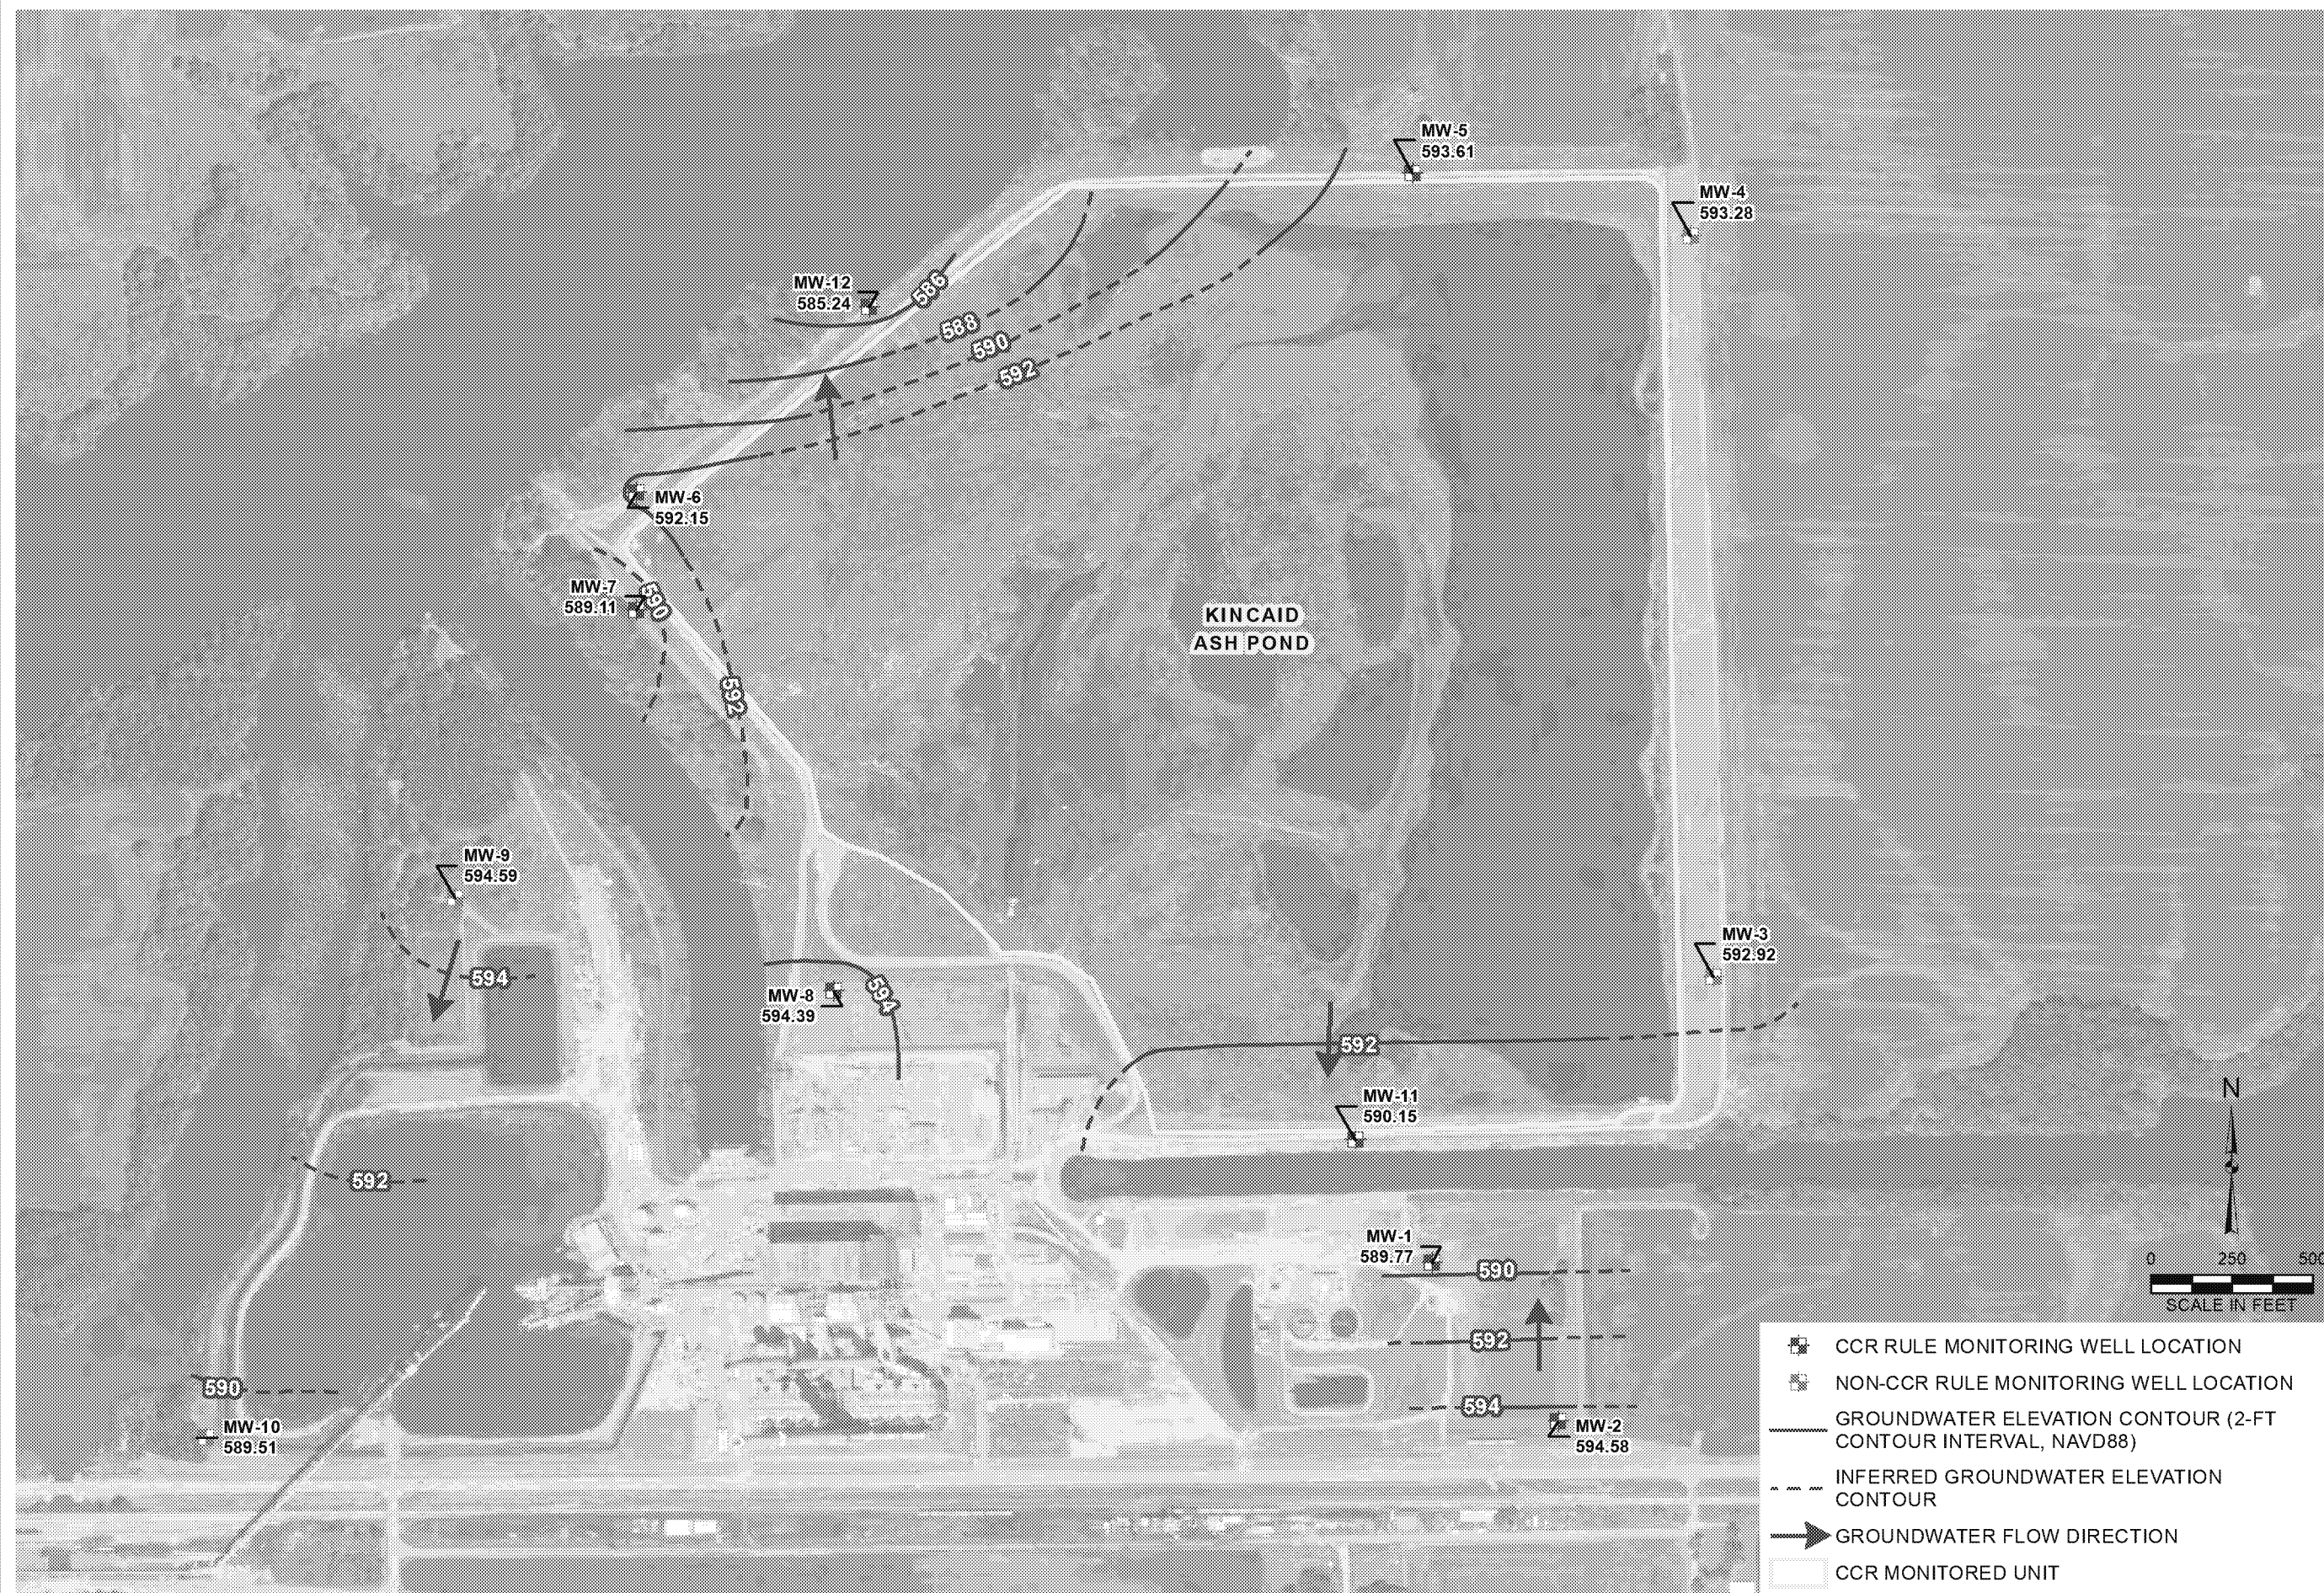 MW-5
593.61
MW-4
593.28
MW-12
585.24
586
588
590
592
MW-6
592.15
MW-7
589.11
590
KINCAID
ASH POND
592
MW-9
594.59
594
MW-8
594.39
594
MW-3
592.92
592
MW-11
590.15
N
592
MW-1
589.77
590
0 250 500
SCALE IN FEET
592
590
594
MW-10
589.51
MW-2
594.58
CCR RULE MONITORING WELL LOCATION
NON-CCR RULE MONITORING WELL LOCATION
GROUNDWATER ELEVATION CONTOUR (2-FT
CONTOUR INTERVAL, NAVD88)
INFERRED GROUNDWATER ELEVATION
CONTOUR
GROUNDWATER FLOW DIRECTION
CCR MONITORED UNIT